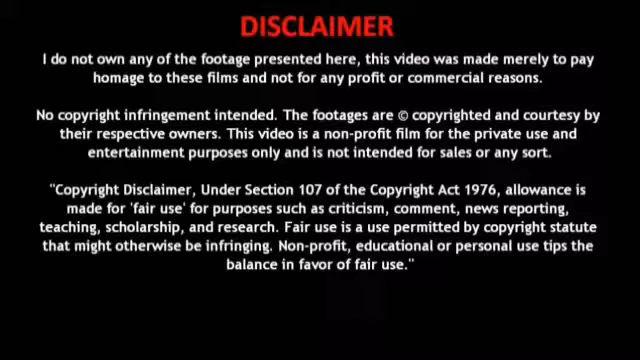 DISCLAIMER
I do not own any of the footage presented here, this video was made merely to pay
homage to these films and not for any profit or commercial reasons.
No copyright infringement intended. The footages are © copyrighted and courtesy by
their respective owners. This video is a non-profit film for the private use and
entertainment purposes only and is not intended for sales or any sort.
"Copyright Disclaimer, Under Section 107 of the Copyright Act 1976, allowance is
made for 'fair use' for purposes such as criticism, comment, news reporting,
teaching, scholarship, and research. Fair use is a use permitted by copyright statute
that might otherwise be infringing. Non-profit, educational or personal use tips the
balance in favor of fair use."